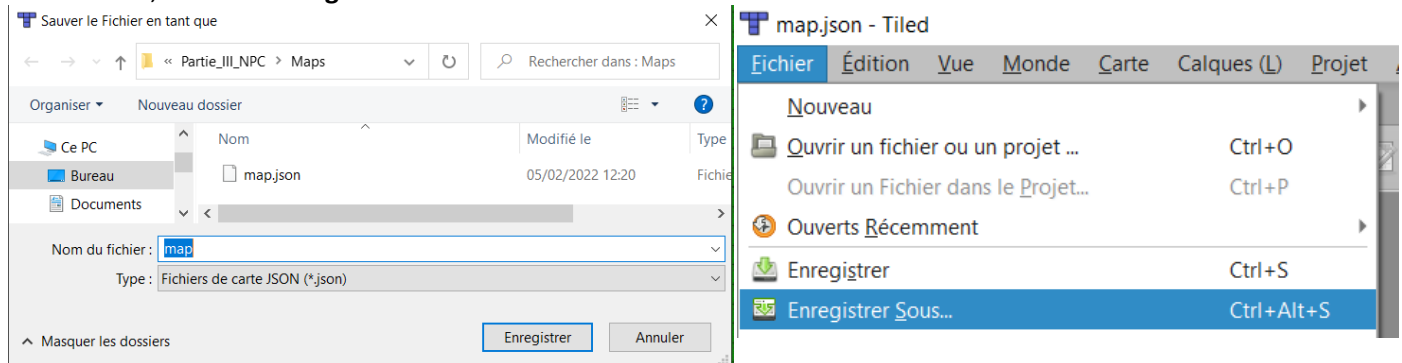 Sauver le Fichier en tant que
« Partie_III_NPC > Maps
Rechercher dans : Maps
Organiser
Nouveau dossier
?
Nom
Modifié le
Type
Ce PC
Bureau
Documents
map.json
05/02/2022 12:20
Fichie
Nom du fichier :
map
Type :
Fichiers de carte JSON (*.json)
Masquer les dossiers
Enregistrer
Annuler
map.json - Tiled
Fichier
Édition
Vue
Monde
Carte
Calques (L)
Projet
Nouveau
Ouvrir un fichier ou un projet ...
Ctrl+O
Ouvrir un Fichier dans le Projet...
Ctrl+P
Ouverts Récemment
Enregistrer
Ctrl+S
Enregistrer Sous...
Ctrl+Alt+S